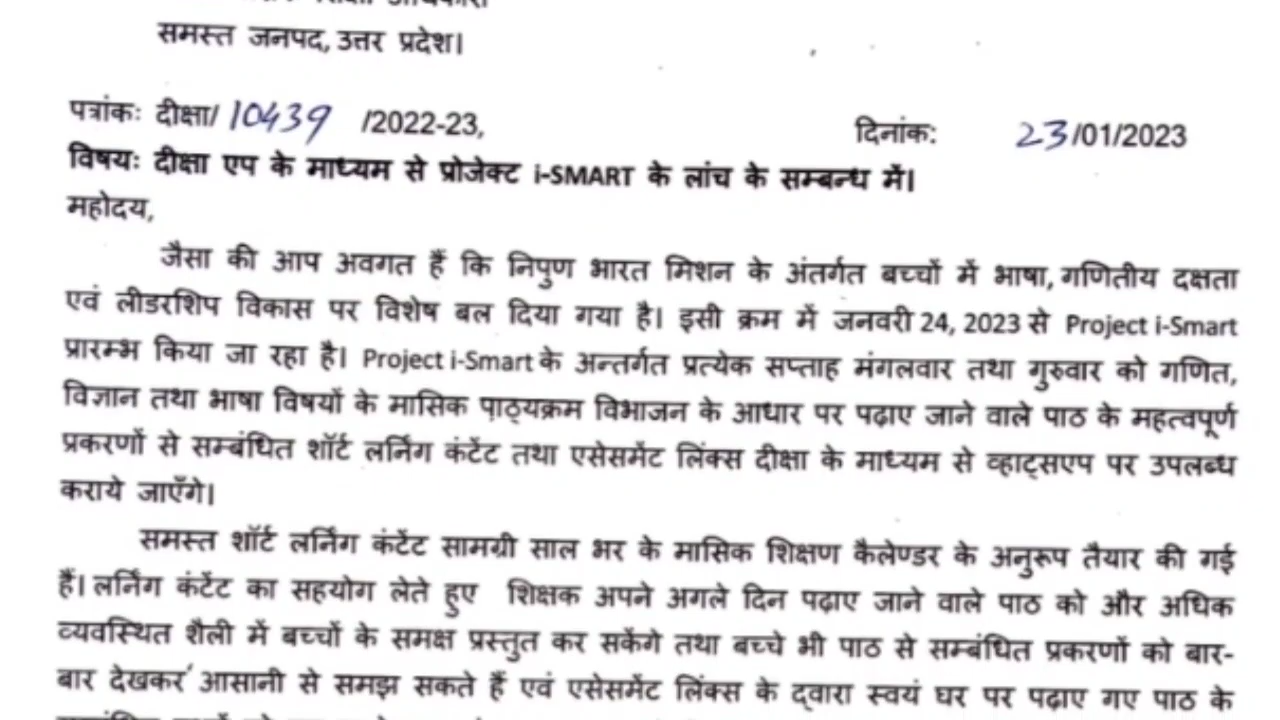 समस्त जनपद, उत्तर प्रदेश।
पत्रांकः दीक्षा/ 10439 /2022-23, दिनांक: 23/01/2023
विषयः दीक्षा एप के माध्यम से प्रोजेक्ट i-SMART के लांच के सम्बन्ध में।
महोदय,
जैसा की आप अवगत हैं कि निपुण भारत मिशन के अंतर्गत बच्चों में भाषा, गणितीय दक्षता
एवं लीडरशिप विकास पर विशेष बल दिया गया है। इसी क्रम में जनवरी 24, 2023 से Project i-Smart
प्रारम्भ किया जा रहा है। Project i-Smart के अन्तर्गत प्रत्येक सप्ताह मंगलवार तथा गुरुवार को गणित,
विज्ञान तथा भाषा विषयों के मासिक पाठ्यक्रम विभाजन के आधार पर पढ़ाए जाने वाले पाठ के महत्वपूर्ण
प्रकरणों से सम्बंधित शॉर्ट लर्निंग कंटेंट तथा एसेसमेंट लिंक्स दीक्षा के माध्यम से व्हाट्सएप पर उपलब्ध
कराये जाएँगे।
समस्त शॉर्ट लर्निंग कंटेंट सामग्री साल भर के मासिक शिक्षण कैलेण्डर के अनुरूप तैयार की गई
हैं। लर्निंग कंटेंट का सहयोग लेते हुए शिक्षक अपने अगले दिन पढ़ाए जाने वाले पाठ को और अधिक
व्यवस्थित शैली में बच्चों के समक्ष प्रस्तुत कर सकेंगे तथा बच्चे भी पाठ से सम्बंधित प्रकरणों को बार-
बार देखकर आसानी से समझ सकते हैं एवं एसेसमेंट लिंक्स के द्वारा स्वयं घर पर पढ़ाए गए पाठ के